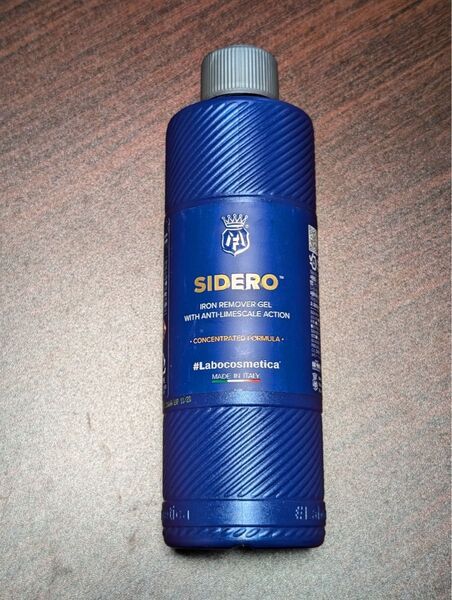 SIDERO™
IRON REMOVER GEL
WITH ANTI-LIMESCALE ACTION
• CONCENTRATED FORMULA •
#Labocosmetica®
MADE IN ITALY